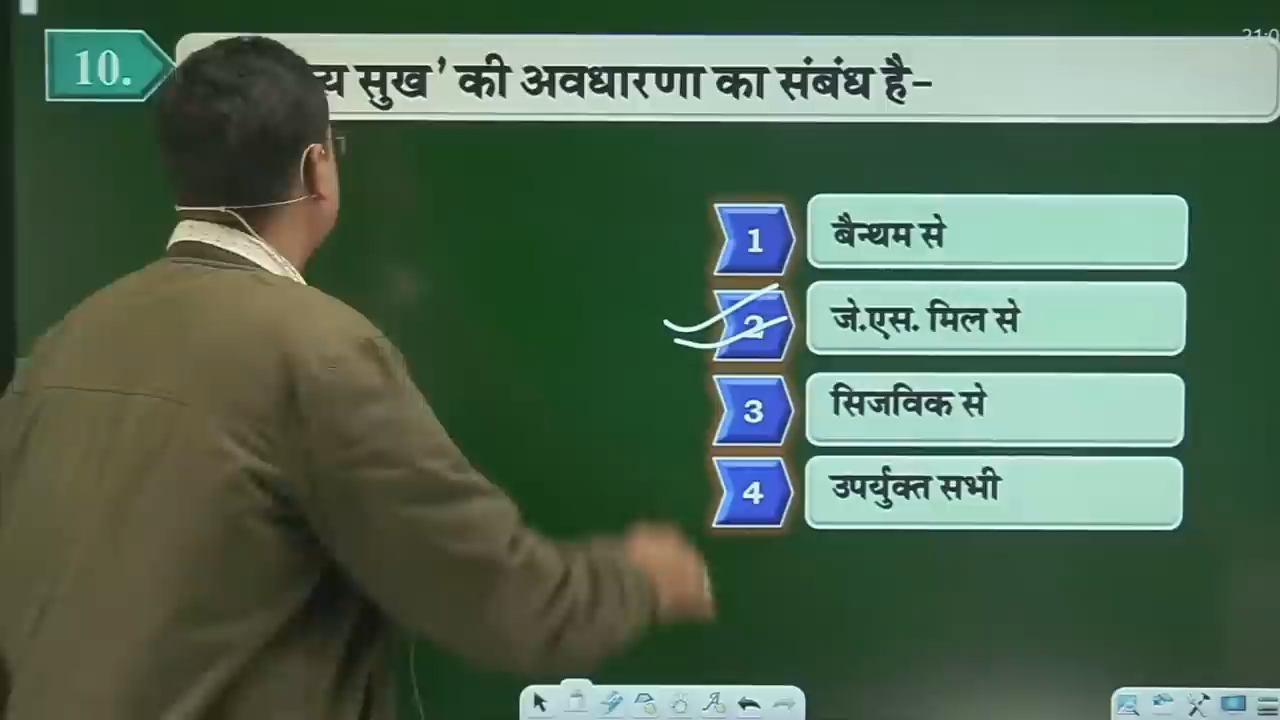 10.
सुख’ की अवधारणा का संबंध है-
1 बैन्थम से
2 जे.एस. मिल से
3 सिजविक से
4 उपर्युक्त सभी